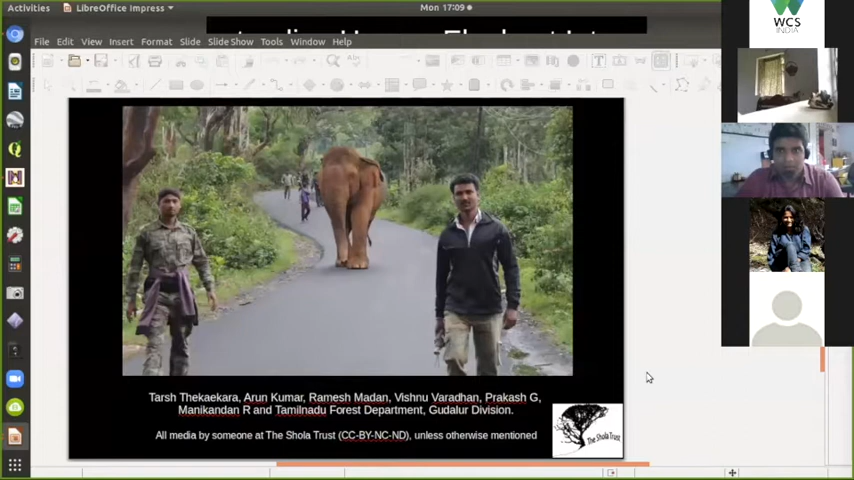 Activities
LibreOffice Impress
Mon 17:09
File Edit View Insert Format Slide Slide Show Tools Window Help
WCS
INDIA
Tarsh Thekaekara, Arun Kumar, Ramesh Madan, Vishnu Varadhan, Prakash G,
Manikandan R and Tamilnadu Forest Department, Gudalur Division.
All media by someone at The Shola Trust (CC-BY-NC-ND), unless otherwise mentioned
The Shola Trust